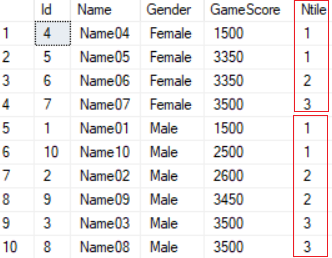 Id Name Gender GameScore Ntile
1 4 Name04 Female 1500 1
2 5 Name05 Female 3350 1
3 6 Name06 Female 3350 2
4 7 Name07 Female 3500 3
5 1 Name01 Male 1500 1
6 10 Name10 Male 2500 1
7 2 Name02 Male 2600 2
8 9 Name09 Male 3450 2
9 3 Name03 Male 3500 3
10 8 Name08 Male 3500 3